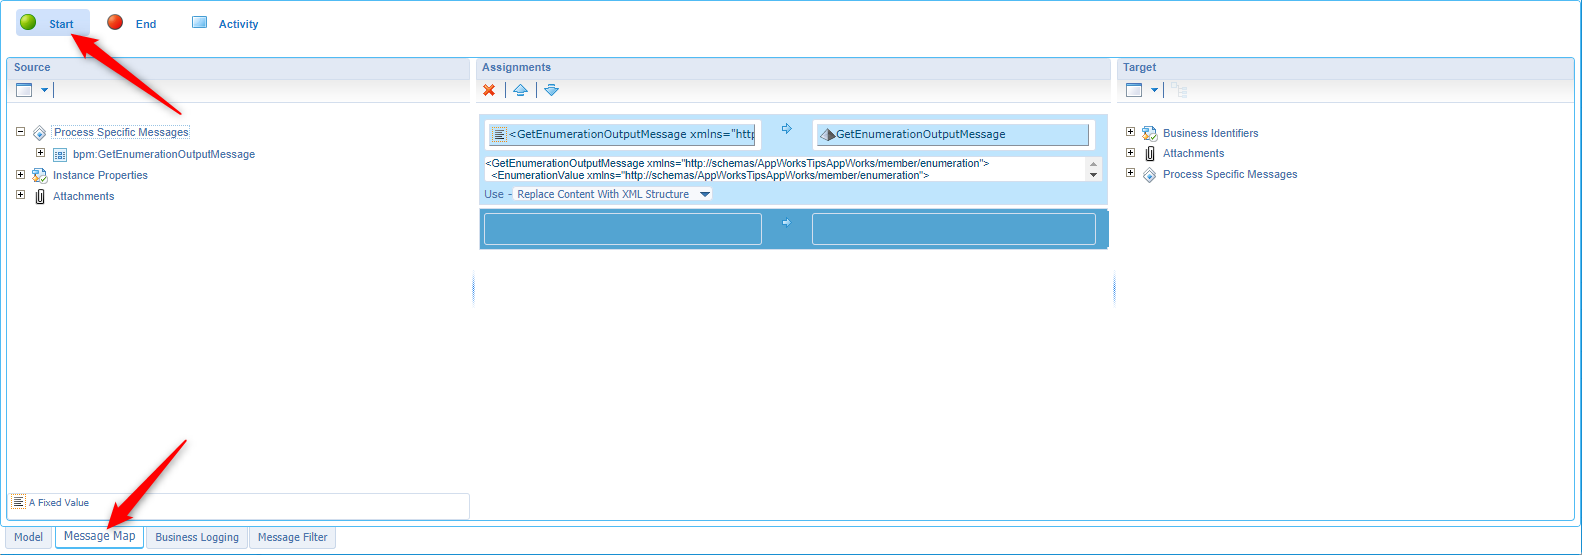 Start End Activity
Source
Assignments
Target
Process Specific Messages
bpm:GetEnumerationOutputMessage
Instance Properties
Attachments
<GetEnumerationOutputMessage xmlns="http
GetEnumerationOutputMessage
<GetEnumerationOutputMessage xmlns="http://schemas/AppWorksTipsAppWorks/member/enumeration">
<EnumerationValue xmlns="http://schemas/AppWorksTipsAppWorks/member/enumeration">
Use - Replace Content With XML Structure
Business Identifiers
Attachments
Process Specific Messages
A Fixed Value
Model Message Map Business Logging Message Filter